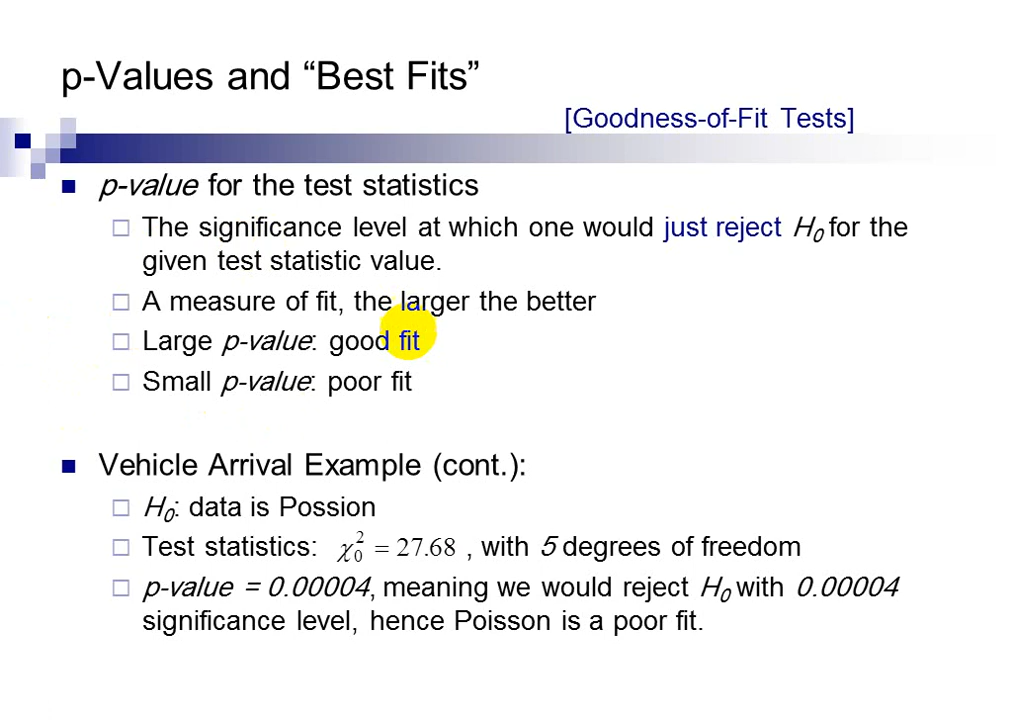 p-Values and “Best Fits”
[Goodness-of-Fit Tests]
p-value for the test statistics
The significance level at which one would just reject H₀ for the
given test statistic value.
A measure of fit, the larger the better
Large p-value: good fit
Small p-value: poor fit
Vehicle Arrival Example (cont.):
H₀: data is Possion
Test statistics: χ₀² = 27.68 , with 5 degrees of freedom
p-value = 0.00004, meaning we would reject H₀ with 0.00004
significance level, hence Poisson is a poor fit.